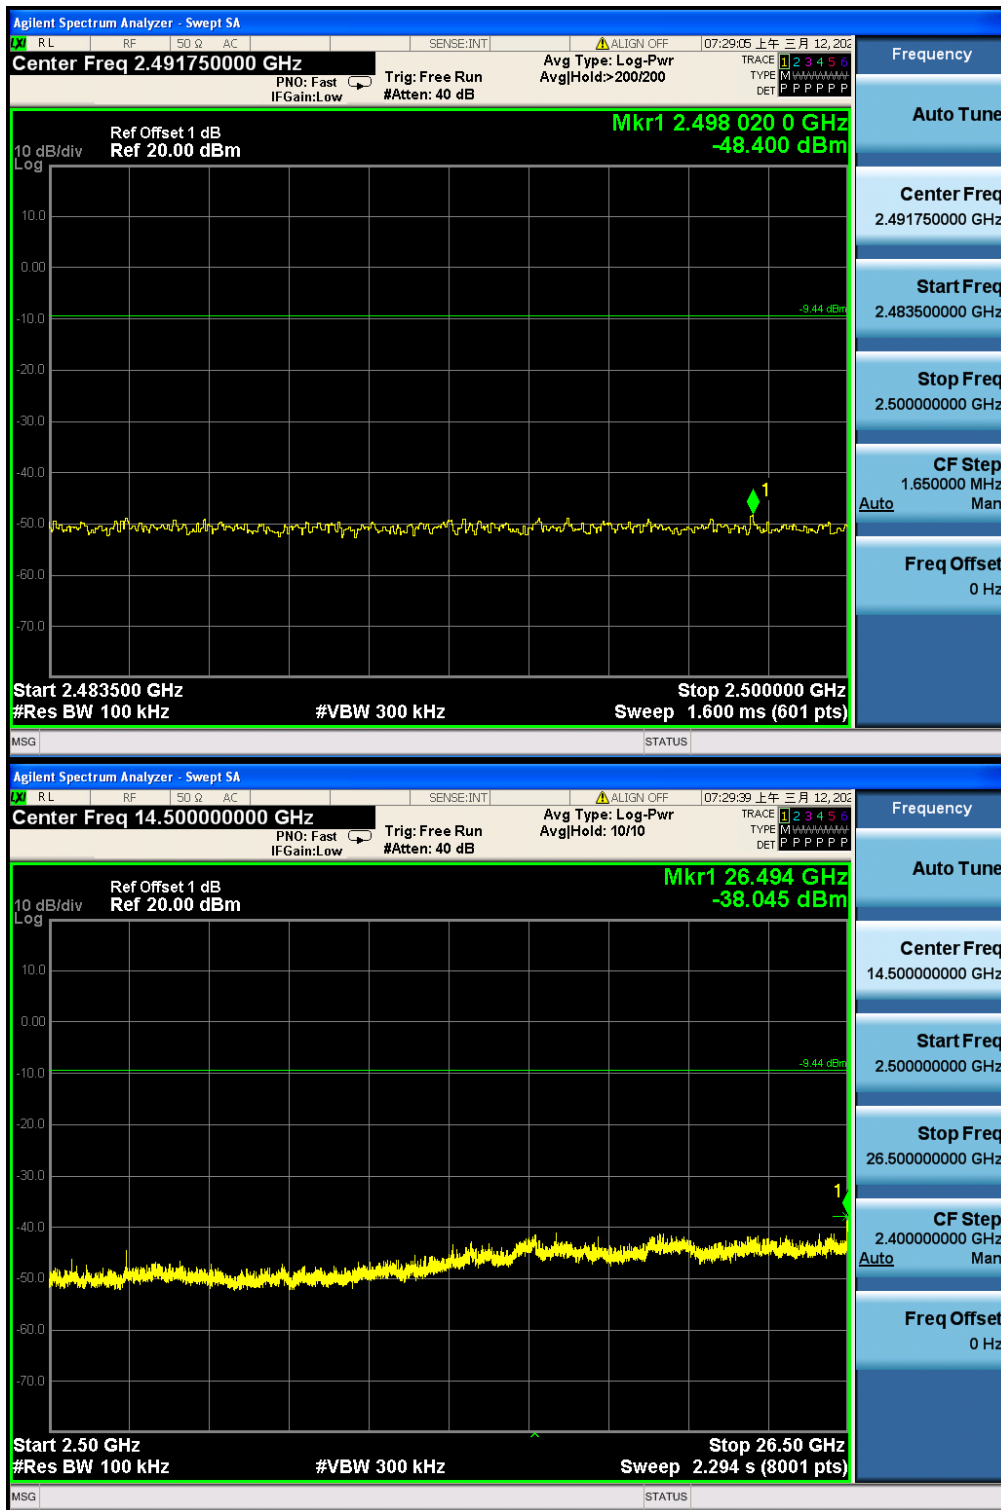 Agilent Spectrum Analyzer - Swept SA
LXI RL RF 50 Ω AC SENSE:INT ALIGN OFF 07:29:05 上午 三月 12, 202
Center Freq 2.491750000 GHz
PNO: Fast
IFGain:Low
Trig: Free Run
#Atten: 40 dB
Avg Type: Log-Pwr
Avg|Hold:>200/200
TRACE 1 2 3 4 5 6
TYPE M
DET P P P P P P
Mkr1 2.498 020 0 GHz
-48.400 dBm
Ref Offset 1 dB
10 dB/div Ref 20.00 dBm
Log
10.0
0.00
-9.44 dBm
-10.0
-20.0
-30.0
-40.0
1
-50.0
-60.0
-70.0
Start 2.483500 GHz Stop 2.500000 GHz
#Res BW 100 kHz #VBW 300 kHz Sweep 1.600 ms (601 pts)
MSG STATUS
Frequency
Auto Tune
Center Freq
2.491750000 GHz
Start Freq
2.483500000 GHz
Stop Freq
2.500000000 GHz
CF Step
1.650000 MHz
Auto Man
Freq Offset
0 Hz
Agilent Spectrum Analyzer - Swept SA
LXI RL RF 50 Ω AC SENSE:INT ALIGN OFF 07:29:39 上午 三月 12, 202
Center Freq 14.500000000 GHz
PNO: Fast
IFGain:Low
Trig: Free Run
#Atten: 40 dB
Avg Type: Log-Pwr
Avg|Hold: 10/10
TRACE 1 2 3 4 5 6
TYPE M
DET P P P P P P
Mkr1 26.494 GHz
-38.045 dBm
Ref Offset 1 dB
10 dB/div Ref 20.00 dBm
Log
10.0
0.00
-9.44 dBm
-10.0
-20.0
-30.0
1
-40.0
-50.0
-60.0
-70.0
Start 2.50 GHz Stop 26.50 GHz
#Res BW 100 kHz #VBW 300 kHz Sweep 2.294 s (8001 pts)
MSG STATUS
Frequency
Auto Tune
Center Freq
14.500000000 GHz
Start Freq
2.500000000 GHz
Stop Freq
26.500000000 GHz
CF Step
2.400000000 GHz
Auto Man
Freq Offset
0 Hz